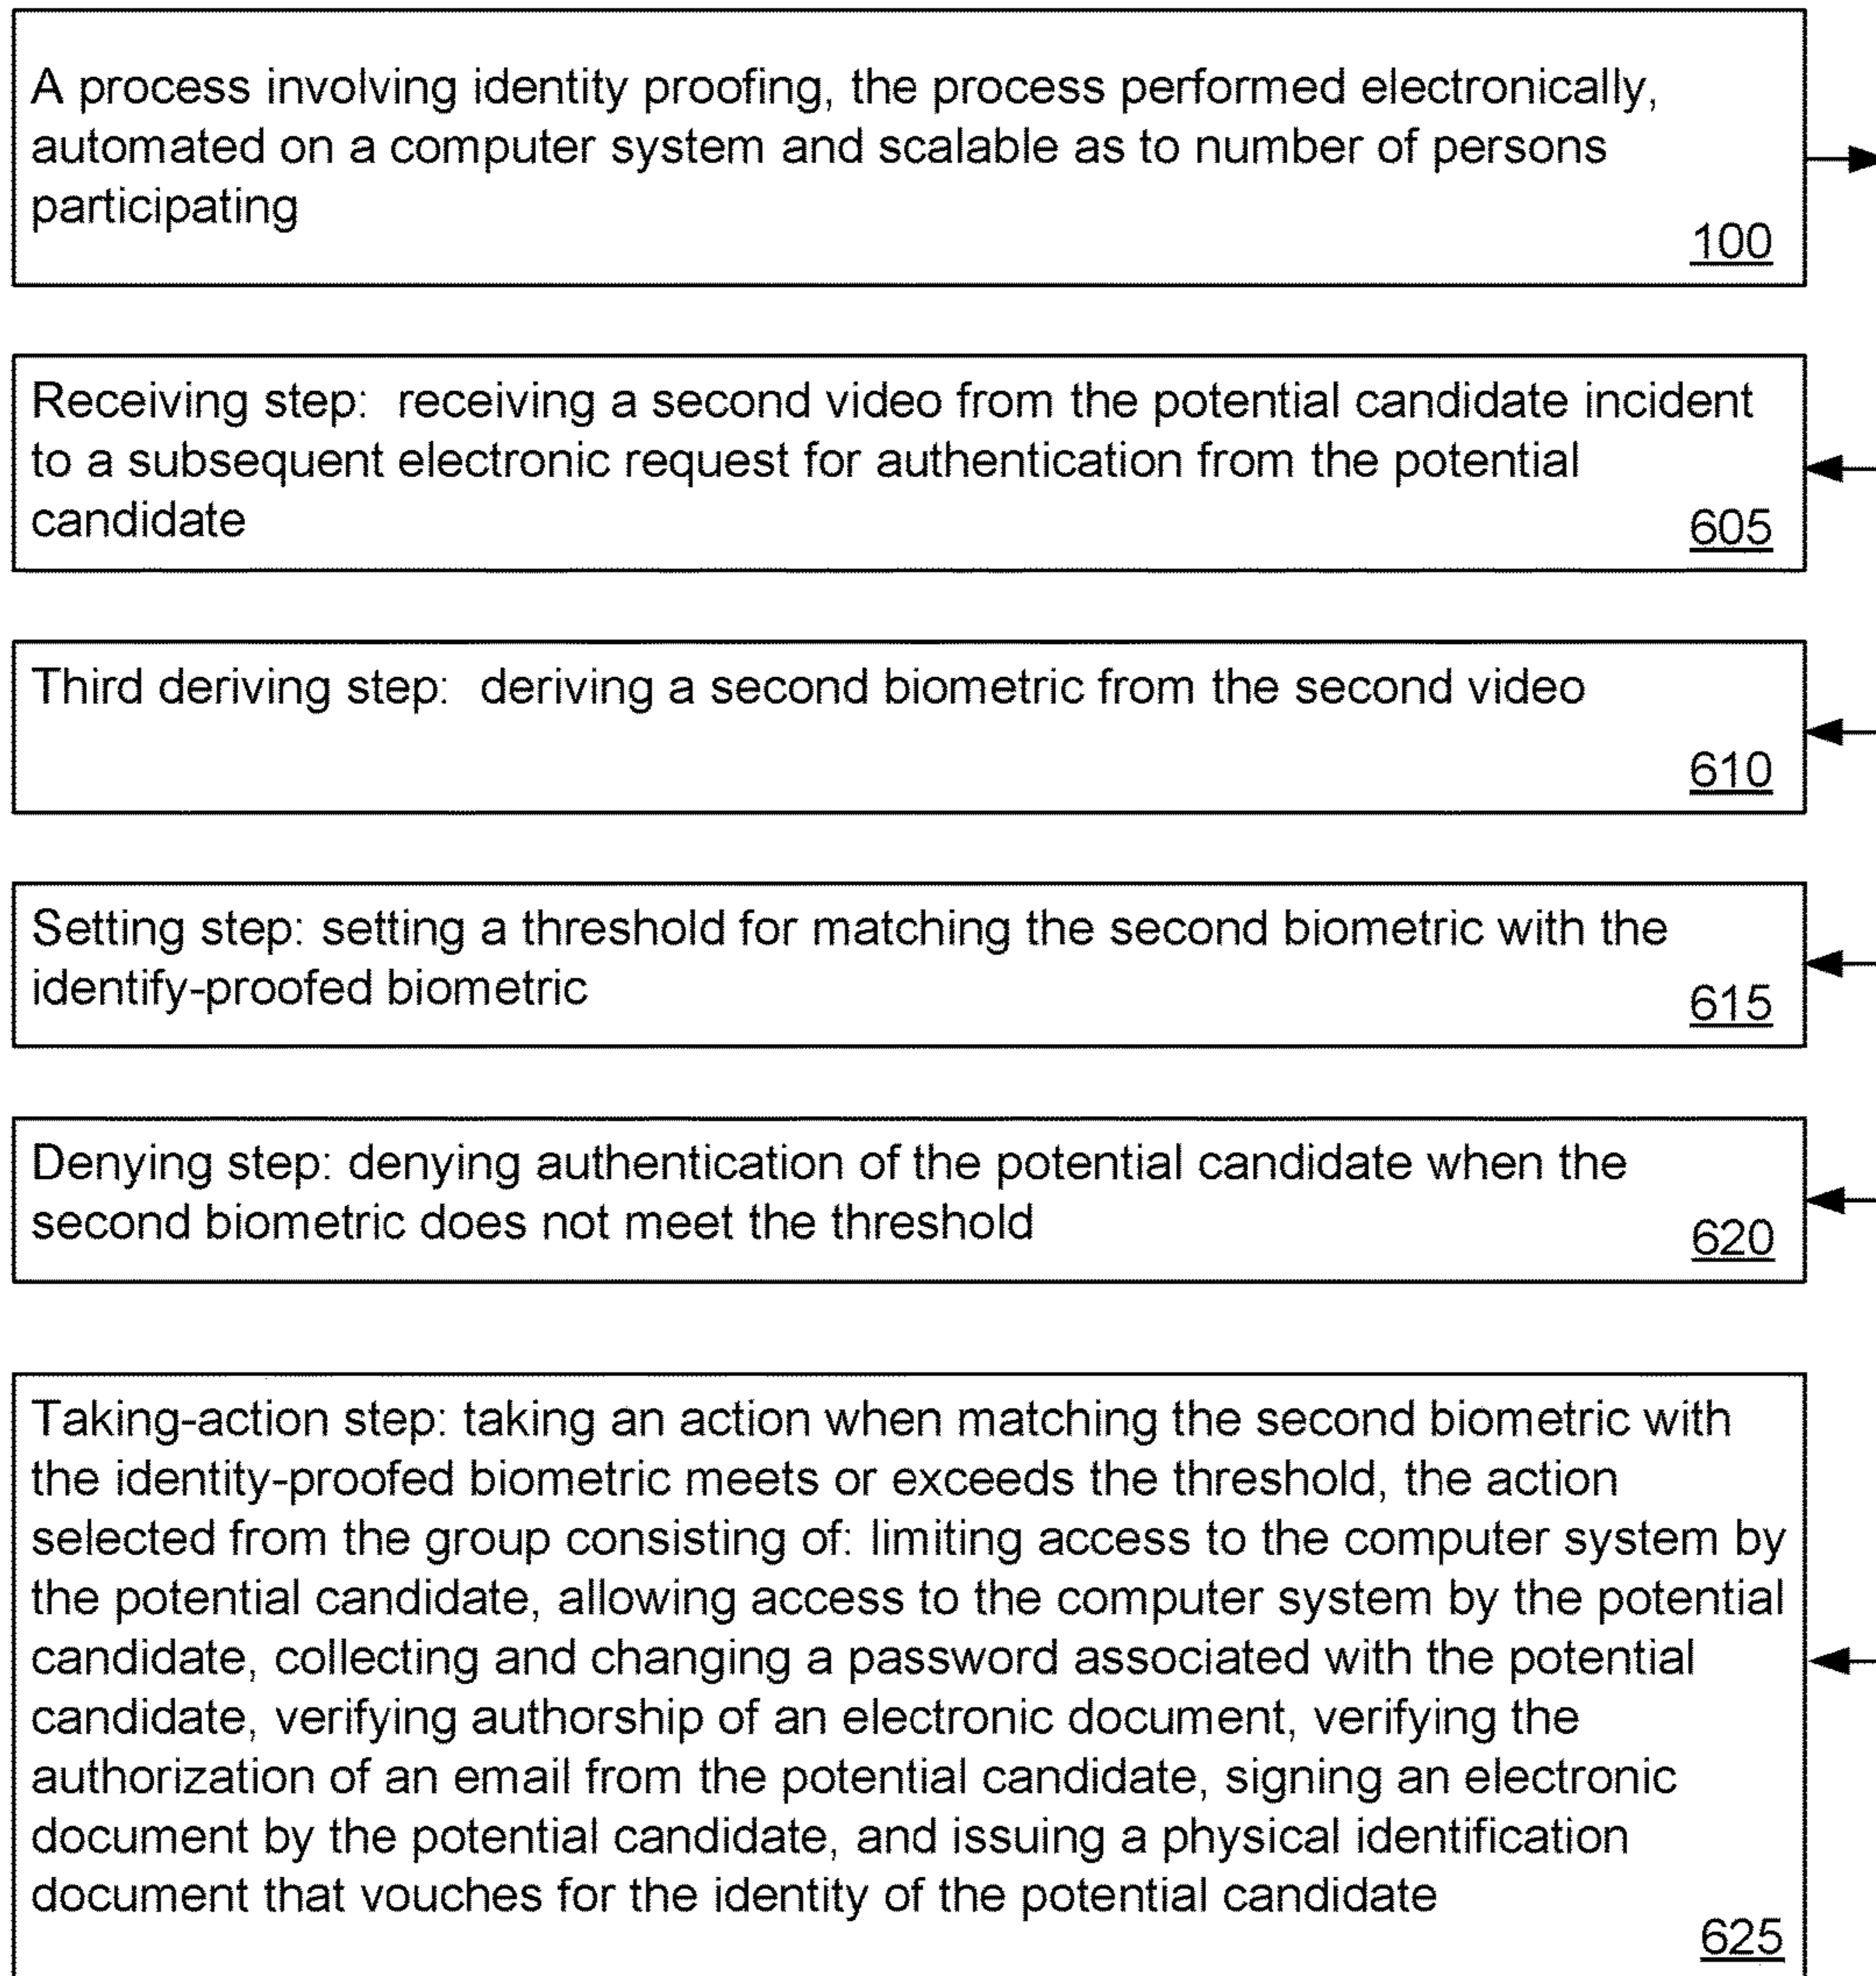 A process involving identity proofing, the process performed electronically,
automated on a computer system and scalable as to number of persons
participating
100
Receiving step:  receiving a second video from the potential candidate incident
to a subsequent electronic request for authentication from the potential
candidate
605
Third deriving step:  deriving a second biometric from the second video
610
Setting step: setting a threshold for matching the second biometric with the
identify-proofed biometric
615
Denying step: denying authentication of the potential candidate when the
second biometric does not meet the threshold
620
Taking-action step: taking an action when matching the second biometric with
the identity-proofed biometric meets or exceeds the threshold, the action
selected from the group consisting of: limiting access to the computer system by
the potential candidate, allowing access to the computer system by the potential
candidate, collecting and changing a password associated with the potential
candidate, verifying authorship of an electronic document, verifying the
authorization of an email from the potential candidate, signing an electronic
document by the potential candidate, and issuing a physical identification
document that vouches for the identity of the potential candidate
625